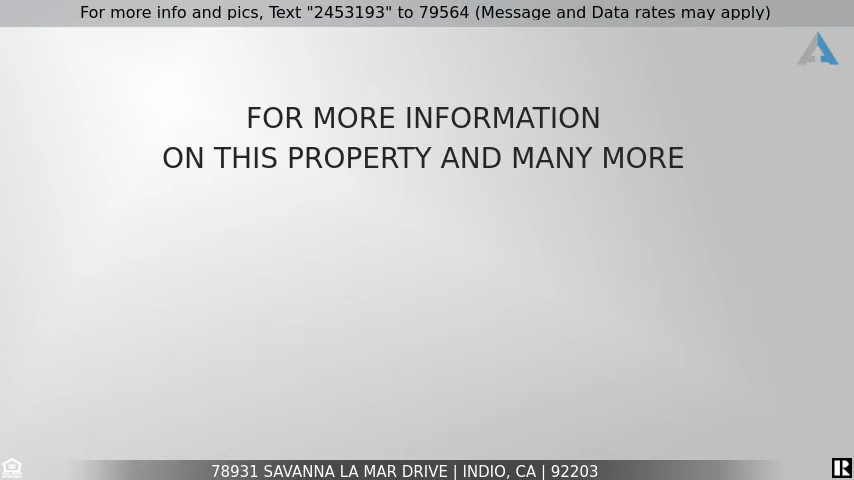 For more info and pics, Text "2453193" to 79564 (Message and Data rates may apply)
FOR MORE INFORMATION
ON THIS PROPERTY AND MANY MORE
78931 SAVANNA LA MAR DRIVE | INDIO, CA | 92203